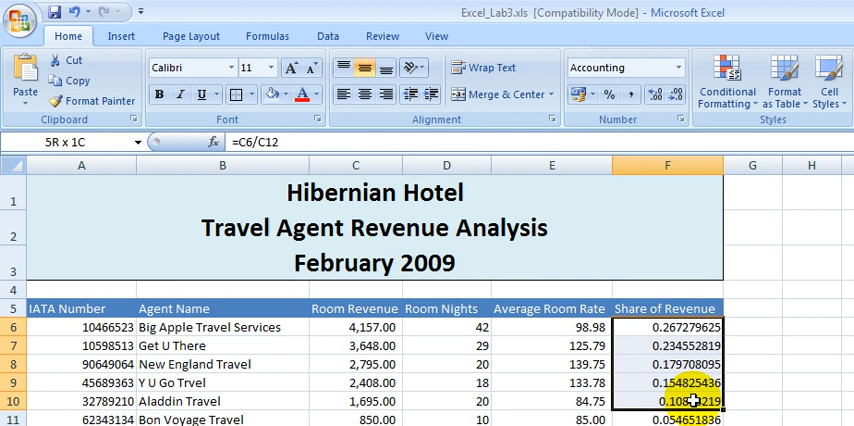 Excel_Lab3.xls [Compatibility Mode] - Microsoft Excel
Home Insert Page Layout Formulas Data Review View
Paste Cut Copy Format Painter Clipboard
Calibri 11 A A B I U A Font
Wrap Text Merge & Center Alignment
Accounting $ % , .0 .00 .00 .0 Number
Conditional Formatting Format as Table Cell Styles Styles
5R x 1C fx =C6/C12
A B C D E F G H
1 Hibernian Hotel
2 Travel Agent Revenue Analysis
3 February 2009
4
5 IATA Number Agent Name Room Revenue Room Nights Average Room Rate Share of Revenue
6 10466523 Big Apple Travel Services 4,157.00 42 98.98 0.267279625
7 10598513 Get U There 3,648.00 29 125.79 0.234552819
8 90649064 New England Travel 2,795.00 20 139.75 0.179708095
9 45689363 Y U Go Trvel 2,408.00 18 133.78 0.154825436
10 32789210 Aladdin Travel 1,695.00 20 84.75
11 62343134 Bon Voyage Travel 850.00 10 85.00 0.054651836